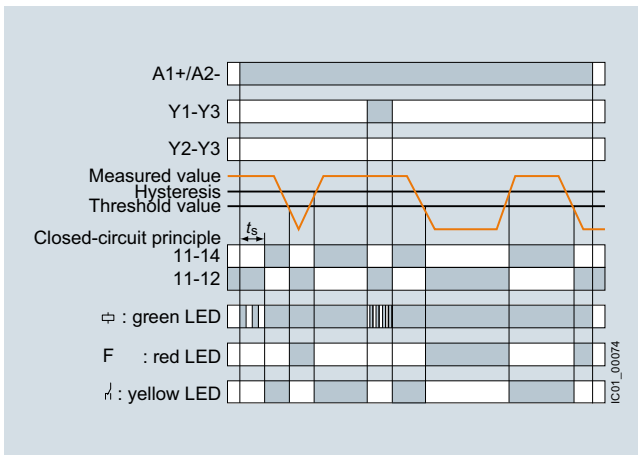 A1+/A2-
Y1-Y3
Y2-Y3
Measured value
Hysteresis
Threshold value
ts
Closed-circuit principle
11-14
11-12
: green LED
F : red LED
: yellow LED
IC01_00074